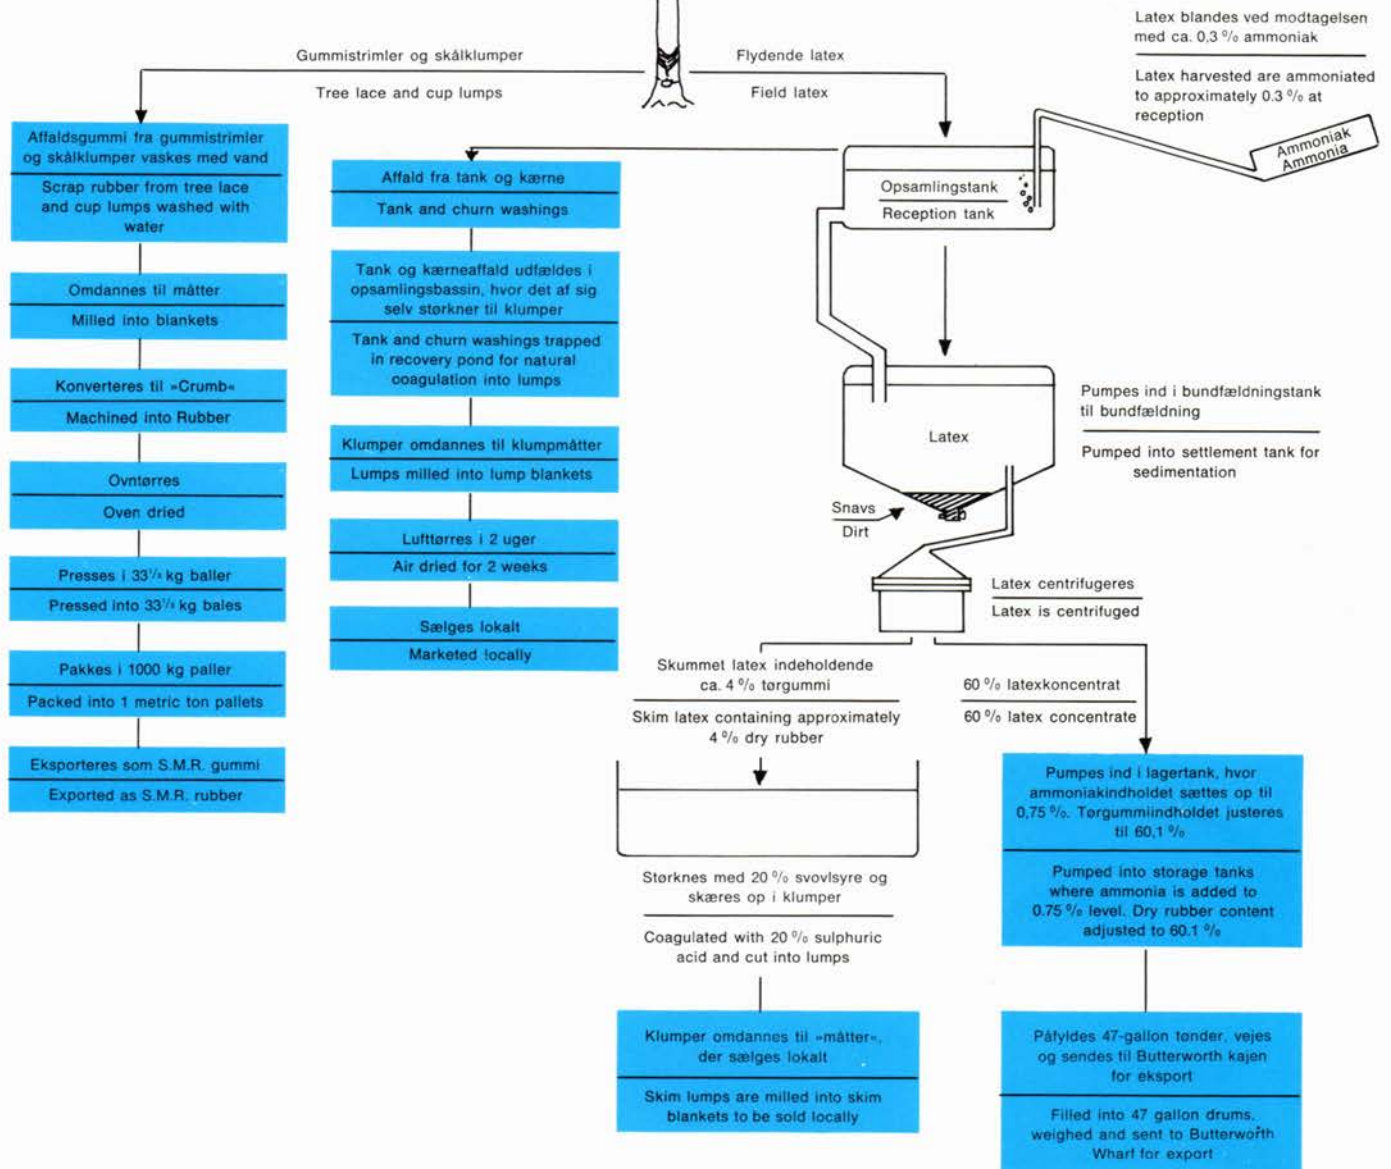 Latex blandes ved modtagelsen
med ca. 0,3 % ammoniak
Latex harvested are ammoniated
to approximately 0.3 % at
reception
Gummistrimler og skålklumper
Tree lace and cup lumps
Flydende latex
Field latex
Ammoniak
Ammonia
Affaldsgummi fra gummistrimler
og skålklumper vaskes med vand
Scrap rubber from tree lace
and cup lumps washed with
water
Omdannes til måtter
Milled into blankets
Konverteres til »Crumb«
Machined into Rubber
Ovntørres
Oven dried
Presses i 33¹/₃ kg baller
Pressed into 33¹/₃ kg bales
Pakkes i 1000 kg paller
Packed into 1 metric ton pallets
Eksporteres som S.M.R. gummi
Exported as S.M.R. rubber
Affald fra tank og kærne
Tank and churn washings
Tank og kærneaffald udfældes i
opsamlingsbassin, hvor det af sig
selv størkner til klumper
Tank and churn washings trapped
in recovery pond for natural
coagulation into lumps
Klumper omdannes til klumpmåtter
Lumps milled into lump blankets
Lufttørres i 2 uger
Air dried for 2 weeks
Sælges lokalt
Marketed locally
Opsamlingstank
Reception tank
Latex
Pumpes ind i bundfældningstank
til bundfældning
Pumped into settlement tank for
sedimentation
Snavs
Dirt
Latex centrifugeres
Latex is centrifuged
Skummet latex indeholdende
ca. 4 % tørgummi
Skim latex containing approximately
4 % dry rubber
60 % latexkoncentrat
60 % latex concentrate
Størknes med 20 % svovlsyre og
skæres op i klumper
Coagulated with 20 % sulphuric
acid and cut into lumps
Klumper omdannes til »måtter«,
der sælges lokalt
Skim lumps are milled into skim
blankets to be sold locally
Pumpes ind i lagertank, hvor
ammoniakindholdet sættes op til
0,75 %. Tørgummiindholdet justeres
til 60,1 %
Pumped into storage tanks
where ammonia is added to
0.75 % level. Dry rubber content
adjusted to 60.1 %
Påfyldes 47-gallon tønder, vejes
og sendes til Butterworth kajen
for eksport
Filled into 47 gallon drums,
weighed and sent to Butterworth
Wharf for export